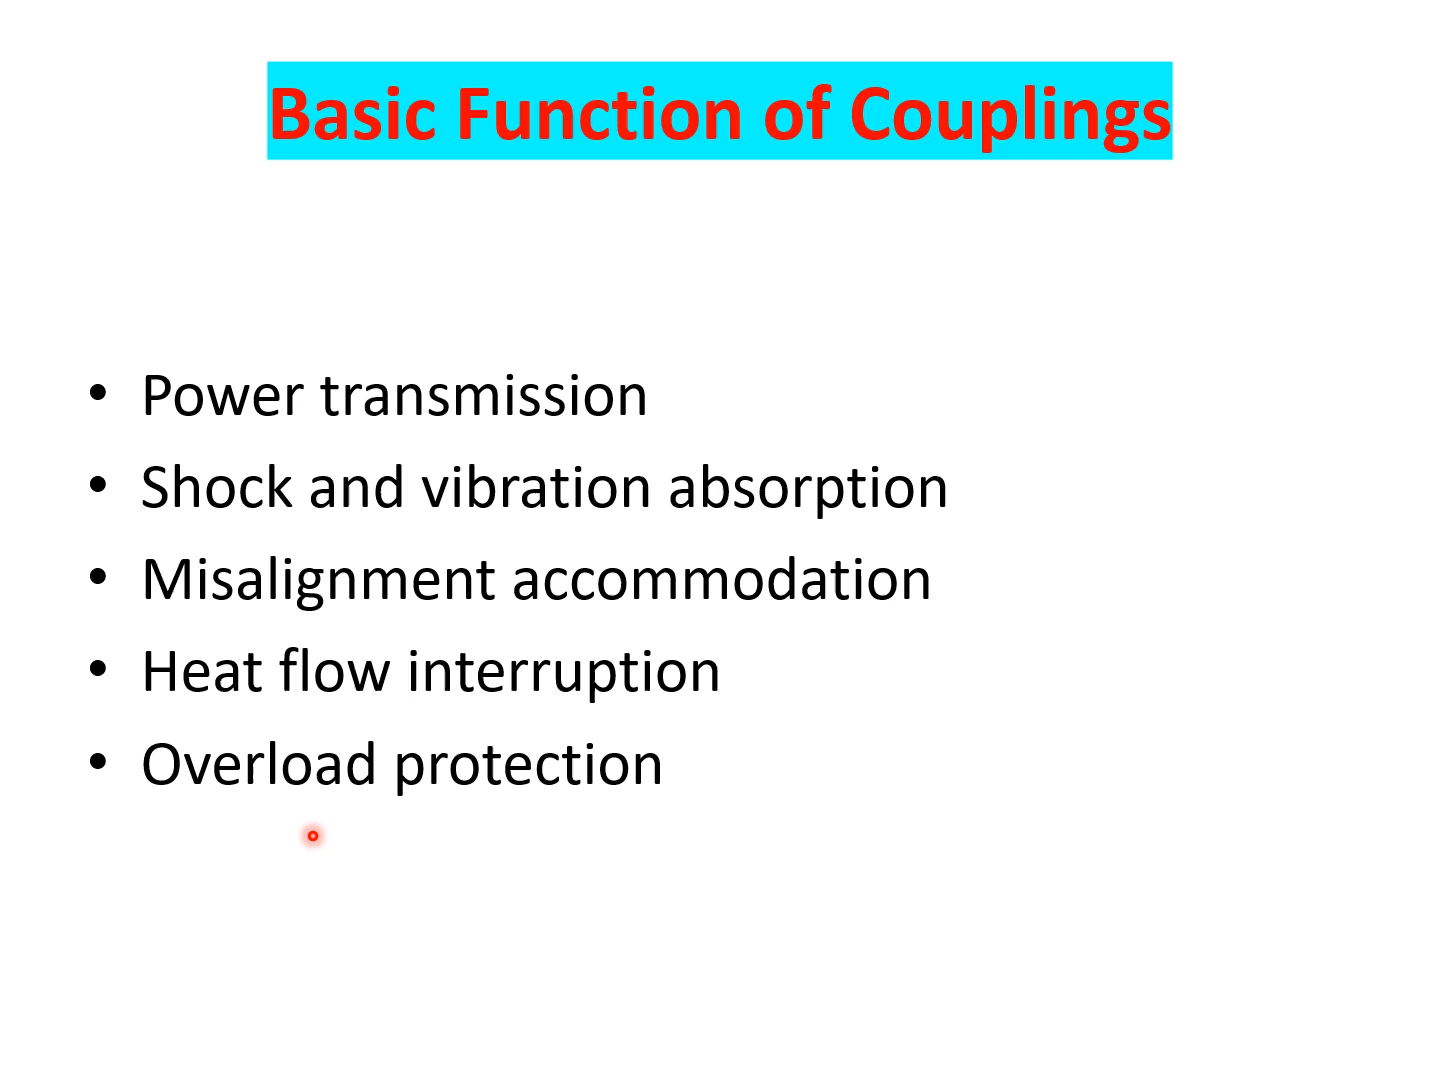 Basic Function of Couplings
• Power transmission
• Shock and vibration absorption
• Misalignment accommodation
• Heat flow interruption
• Overload protection